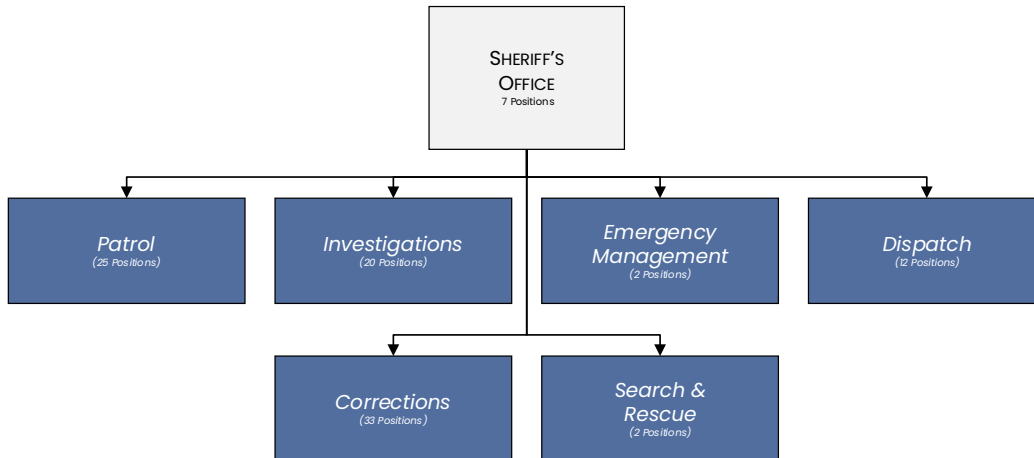 SHERIFF'S
OFFICE
7 Positions
Patrol
(25 Positions)
Investigations
(20 Positions)
Emergency
Management
(2 Positions)
Dispatch
(12 Positions)
Corrections
(33 Positions)
Search &
Rescue
(2 Positions)